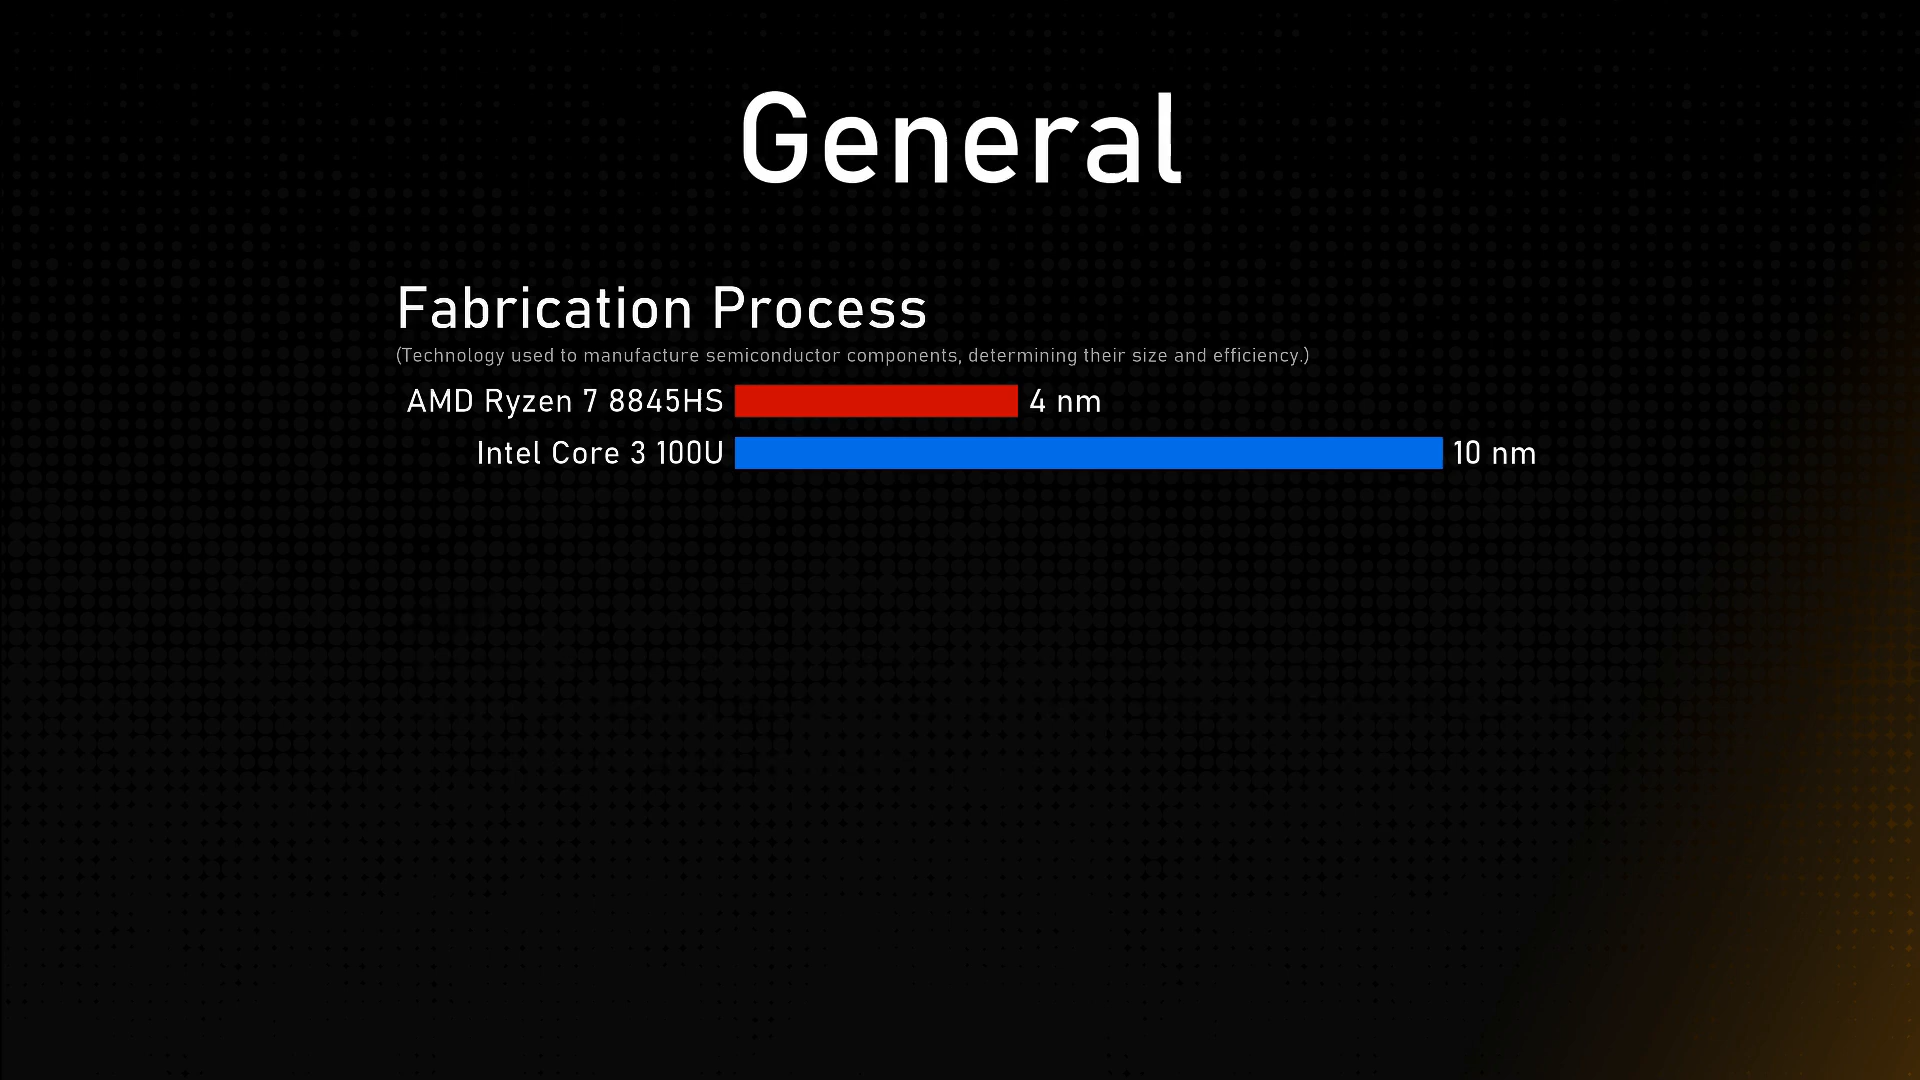 General
Fabrication Process
(Technology used to manufacture semiconductor components, determining their size and efficiency.)
AMD Ryzen 7 8845HS 4 nm
Intel Core 3 100U 10 nm